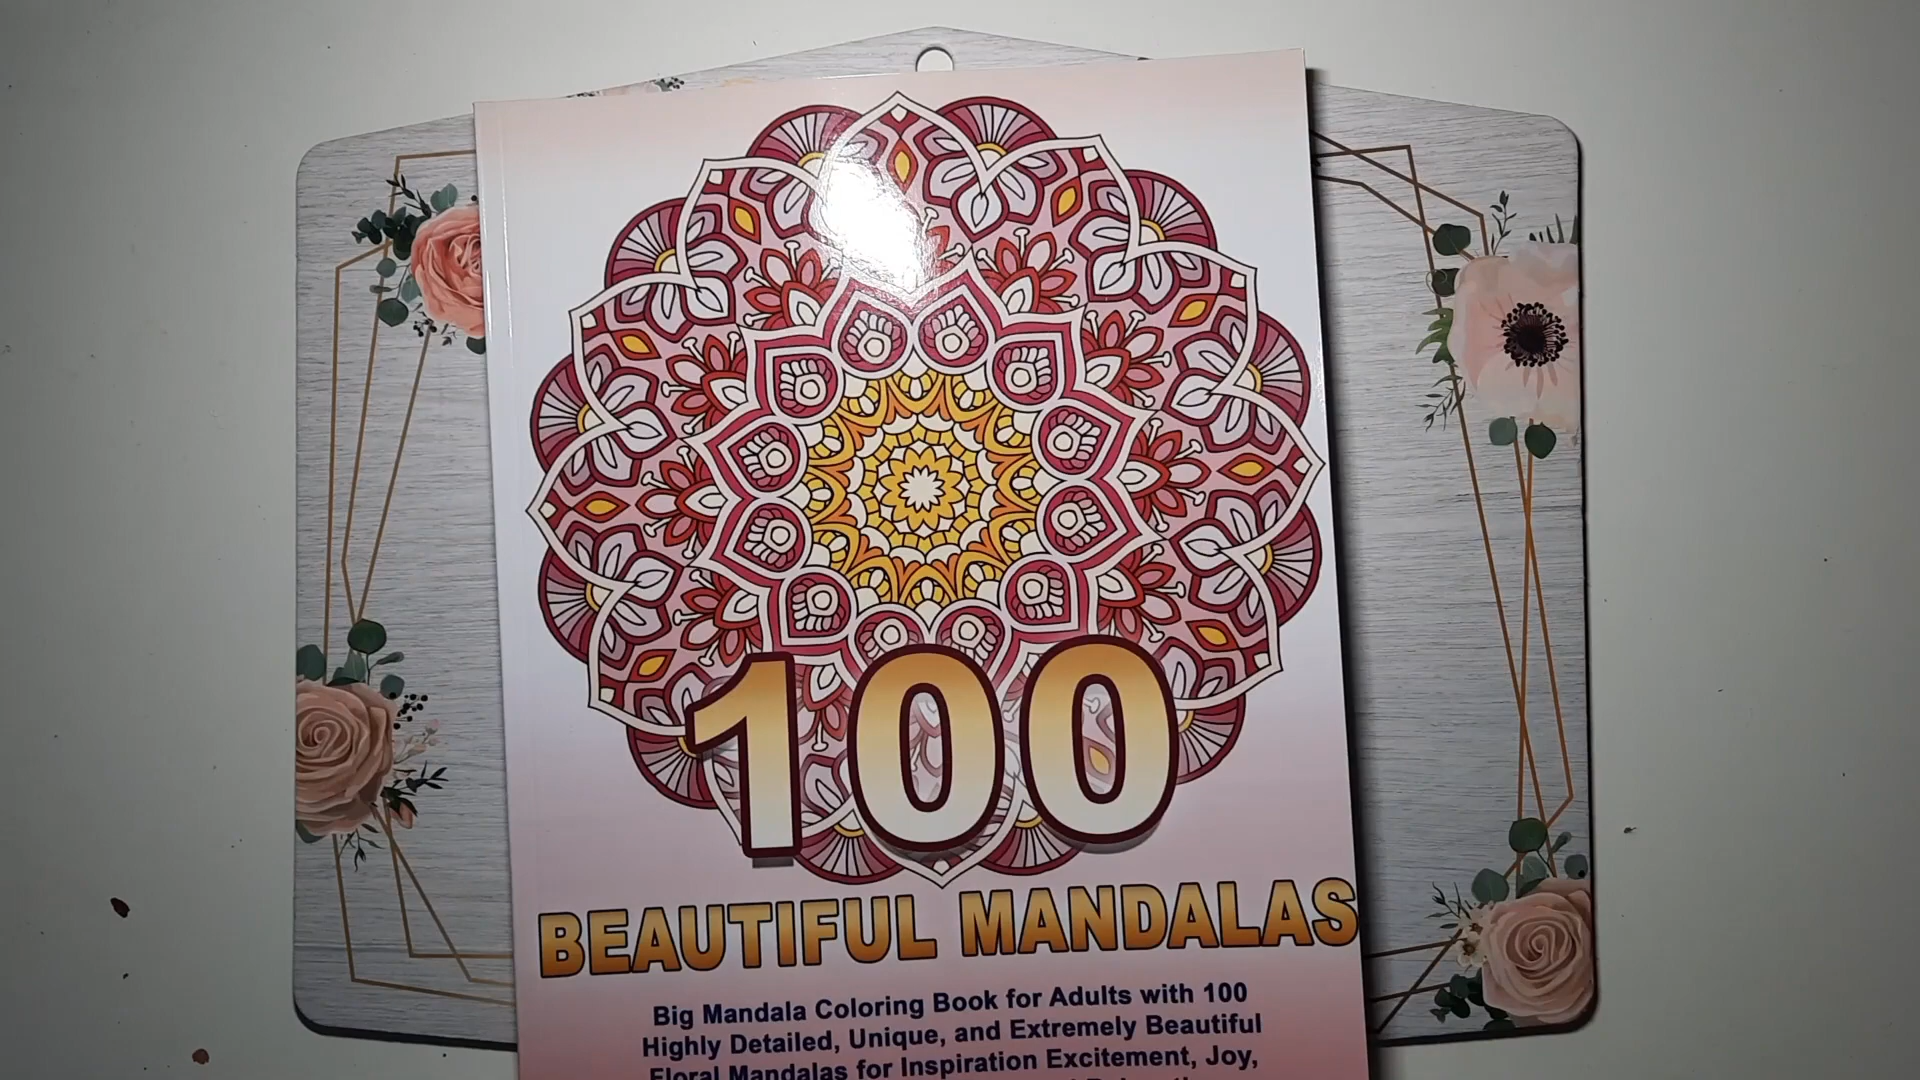 100
BEAUTIFUL MANDALAS
Big Mandala Coloring Book for Adults with 100
Highly Detailed, Unique, and Extremely Beautiful
Floral Mandalas for Inspiration Excitement, Joy,